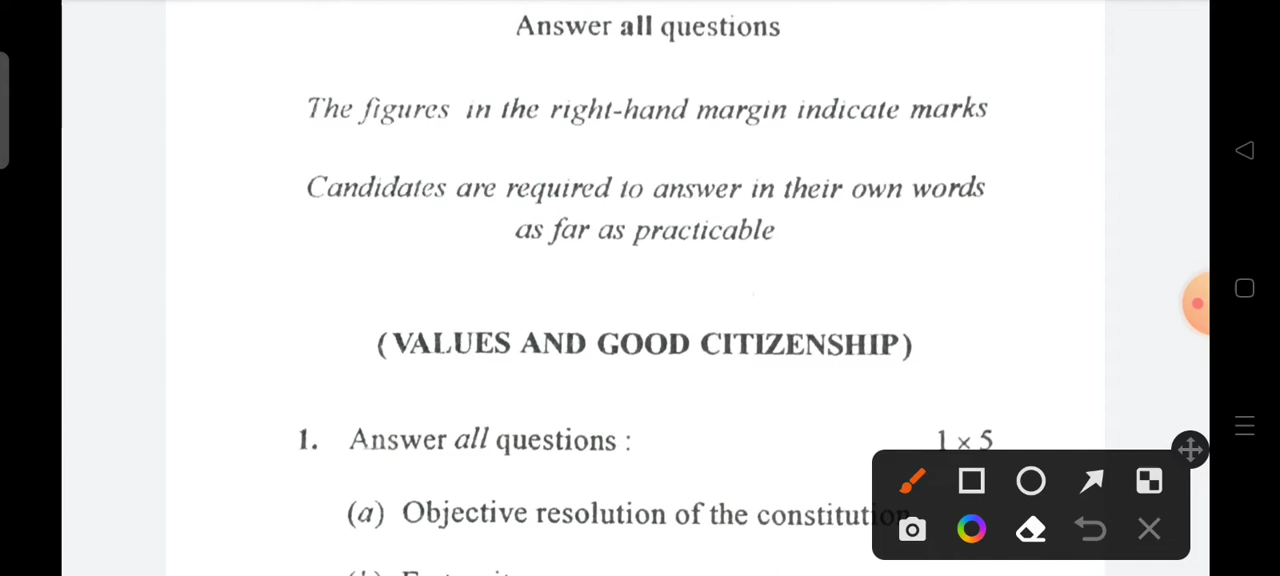 Answer all questions
The figures in the right-hand margin indicate marks
Candidates are required to answer in their own words
as far as practicable
(VALUES AND GOOD CITIZENSHIP)
1. Answer all questions : 1 × 5
(a) Objective resolution of the constitution